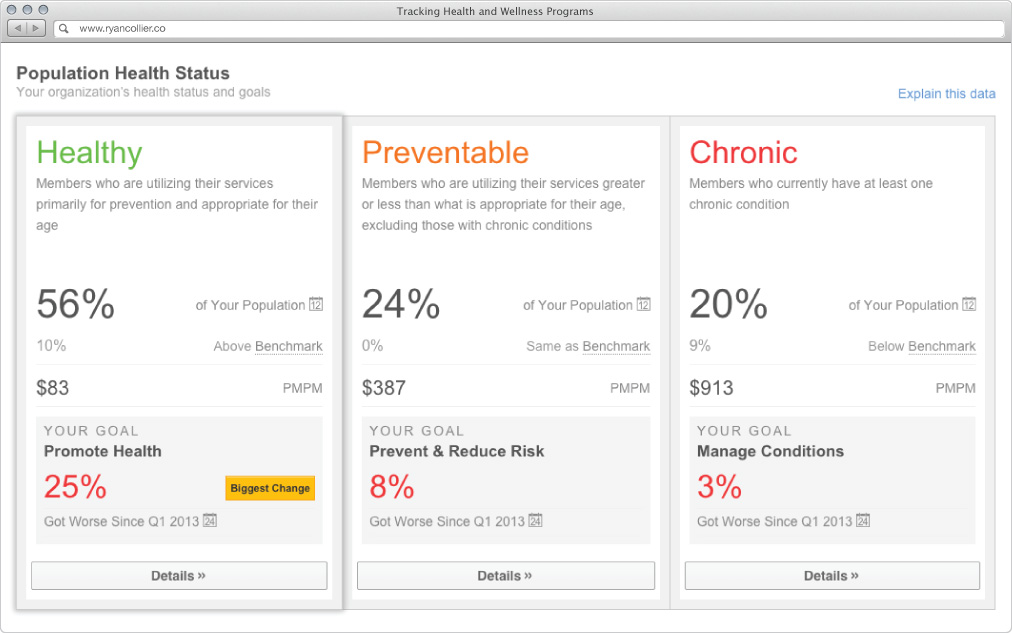 Tracking Health and Wellness Programs
www.ryancollier.co
Population Health Status
Your organization's health status and goals
Explain this data
Healthy
Members who are utilizing their services
primarily for prevention and appropriate for their
age
56%
of Your Population 12
10%
Above Benchmark
$83
PMPM
YOUR GOAL
Promote Health
25%
Biggest Change
Got Worse Since Q1 2013 24
Details »
Preventable
Members who are utilizing their services greater
or less than what is appropriate for their age,
excluding those with chronic conditions
24%
of Your Population 12
0%
Same as Benchmark
$387
PMPM
YOUR GOAL
Prevent & Reduce Risk
8%
Got Worse Since Q1 2013 24
Details »
Chronic
Members who currently have at least one
chronic condition
20%
of Your Population 12
9%
Below Benchmark
$913
PMPM
YOUR GOAL
Manage Conditions
3%
Got Worse Since Q1 2013 24
Details »